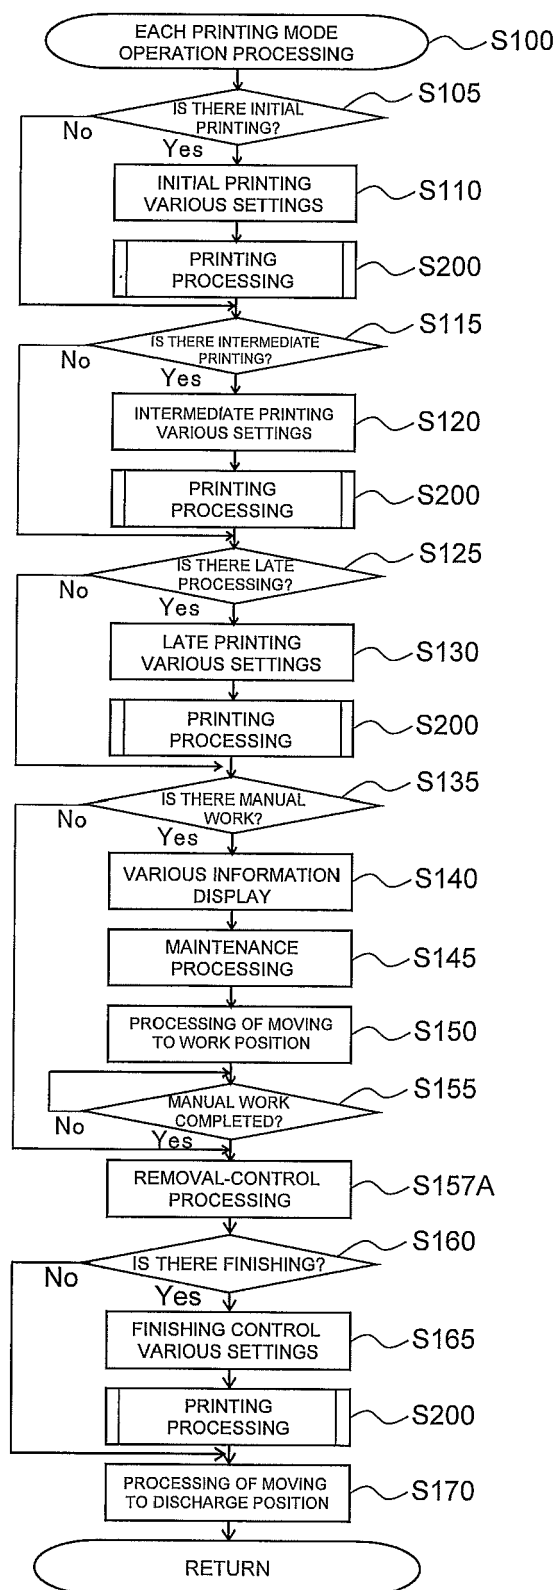 EACH PRINTING MODE
OPERATION PROCESSING
S100
IS THERE INITIAL
PRINTING?
S105
No
Yes
INITIAL PRINTING
VARIOUS SETTINGS
S110
PRINTING
PROCESSING
S200
IS THERE INTERMEDIATE
PRINTING?
S115
No
Yes
INTERMEDIATE PRINTING
VARIOUS SETTINGS
S120
PRINTING
PROCESSING
S200
IS THERE LATE
PROCESSING?
S125
No
Yes
LATE PRINTING
VARIOUS SETTINGS
S130
PRINTING
PROCESSING
S200
IS THERE MANUAL
WORK?
S135
No
Yes
VARIOUS INFORMATION
DISPLAY
S140
MAINTENANCE
PROCESSING
S145
PROCESSING OF MOVING
TO WORK POSITION
S150
MANUAL WORK
COMPLETED?
S155
No
Yes
REMOVAL-CONTROL
PROCESSING
S157A
IS THERE FINISHING?
S160
No
Yes
FINISHING CONTROL
VARIOUS SETTINGS
S165
PRINTING
PROCESSING
S200
PROCESSING OF MOVING
TO DISCHARGE POSITION
S170
RETURN